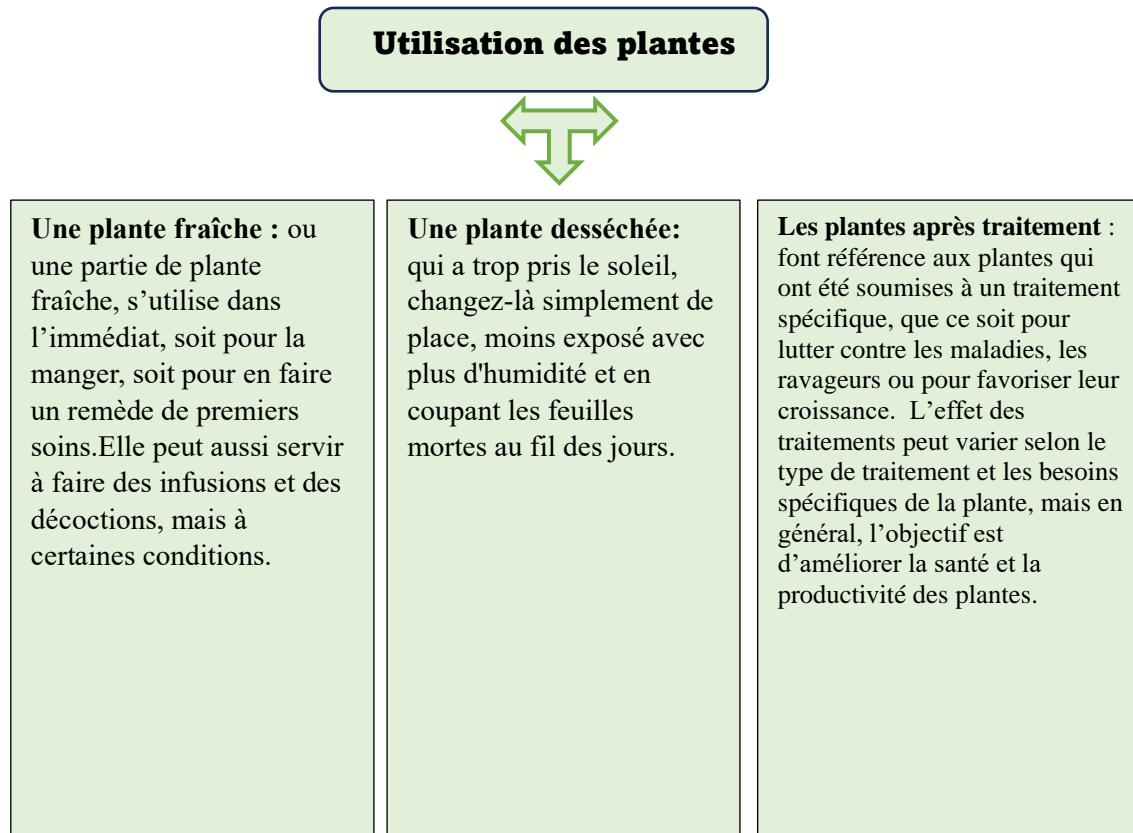 Utilisation des plantes
Une plante fraîche : ou
une partie de plante
fraîche, s’utilise dans
l’immédiat, soit pour la
manger, soit pour en faire
un remède de premiers
soins.Elle peut aussi servir
à faire des infusions et des
décoctions, mais à
certaines conditions.
Une plante desséchée:
qui a trop pris le soleil,
changez-là simplement de
place, moins exposé avec
plus d'humidité et en
coupant les feuilles
mortes au fil des jours.
Les plantes après traitement :
font référence aux plantes qui
ont été soumises à un traitement
spécifique, que ce soit pour
lutter contre les maladies, les
ravageurs ou pour favoriser leur
croissance.  L’effet des
traitements peut varier selon le
type de traitement et les besoins
spécifiques de la plante, mais en
général, l’objectif est
d’améliorer la santé et la
productivité des plantes.